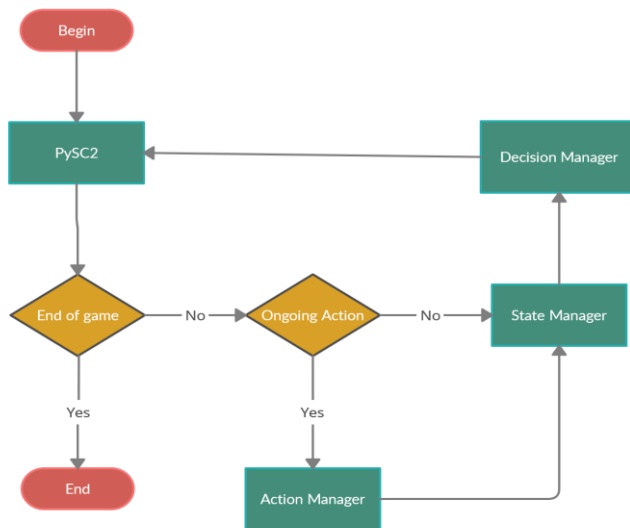 Begin
PySC2
Decision Manager
End of game
No
Ongoing Action
No
State Manager
Yes
Yes
End
Action Manager